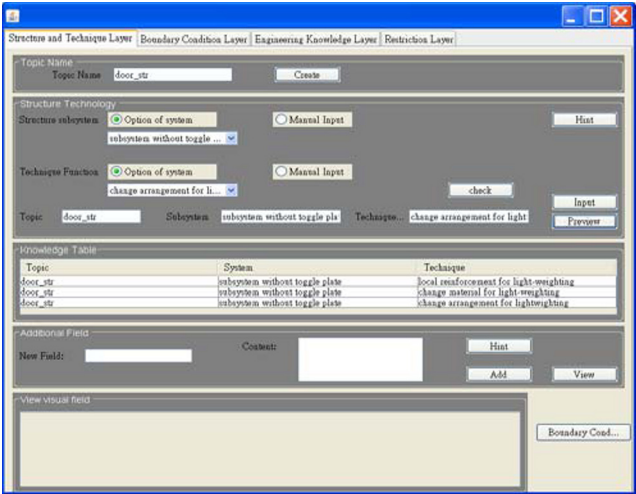 Structure and Technique Layer Boundary Condition Layer Engineering Knowledge Layer Restriction Layer
Topic Name
Topic Name door_str Create
Structure Technology
Structure subsystem Option of system Manual Input Hint
subsystem without toggle ...
Technique Function Option of system Manual Input
change arrangement for li... check
Input
Topic door_str Subsystem subsystem without toggle pla Technique... change arrangement for light
Preview
Knowledge Table
Topic System Technique
door_str subsystem without toggle plate local reinforcement for light-weighting
door_str subsystem without toggle plate change material for light-weighting
door_str subsystem without toggle plate change arrangement for lightweighting
Additional Field
New Field: Content: Hint
Add View
View visual field
Boundary Cond...